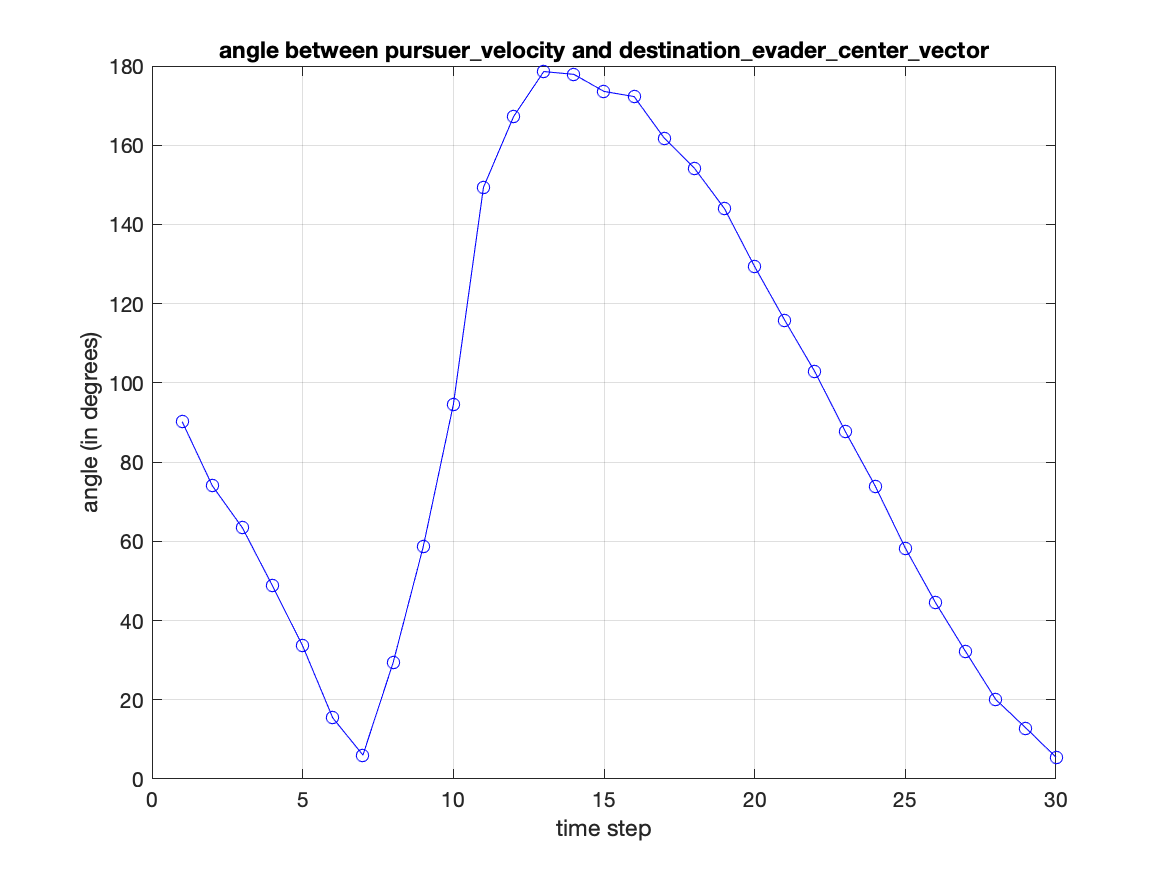 angle between pursuer_velocity and destination_evader_center_vector
180
160
140
120
100
80
60
40
20
0
angle (in degrees)
0 5 10 15 20 25 30
time step